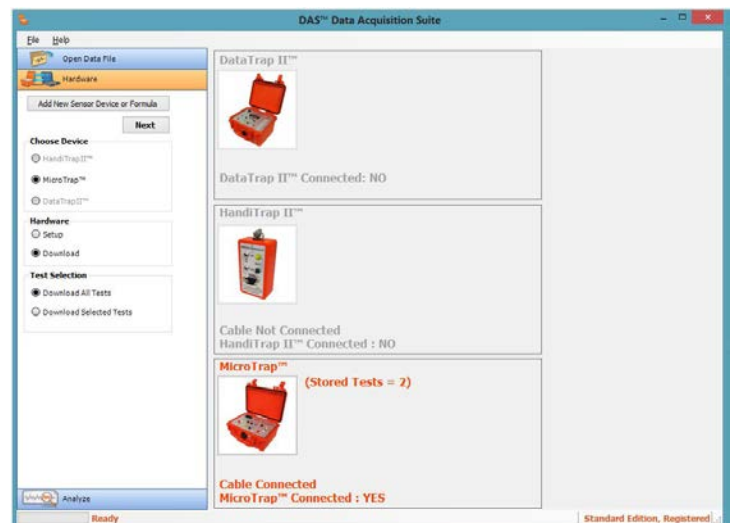 DAS™ Data Acquisition Suite
File Help
Open Data File
Hardware
Add New Sensor Device or Formula
Next
Choose Device
HandiTrapII™
MicroTrap™
DataTrapII™
Hardware
Setup
Download
Test Selection
Download All Tests
Download Selected Tests
Analyze
DataTrap II™
DataTrap II™ Connected: NO
HandiTrap II™
Cable Not Connected
HandiTrap II™ Connected : NO
MicroTrap™
(Stored Tests = 2)
Cable Connected
MicroTrap™ Connected : YES
Ready
Standard Edition, Registered